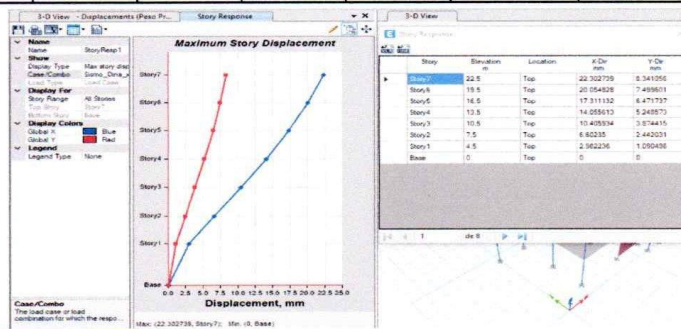 3-D View - Displacements (Peso Pr...
Story Response
Name
Name StoryResp1
Show
Display Type Max story disp
Case/Combo
Load Type Load Case
Display For
Story Range All Stories
Top Story Story7
Bottom Story Base
Display Colors
Global X Blue
Global Y Red
Legend
Legend Type None
Case/Combo
The load case or load
combination for which the respo...
Maximum Story Displacement
Story7
Story6
Story5
Story4
Story3
Story2
Story1
Base
0.0 2.5 5.0 7.5 10.0 12.5 15.0 17.5 20.0 22.5 25.0
Displacement, mm
Max: (22.302739, Story7); Min: (0, Base)
3-D View
Story Response
Story Elevation Location X-Dir Y-Dir
m mm mm
Story7 22.5 Top 22.302739 8.341056
Story6 19.5 Top 20.054828 7.499601
Story5 16.5 Top 17.311132 6.471737
Story4 13.5 Top 14.055613 5.248573
Story3 10.5 Top 10.405934 3.874415
Story2 7.5 Top 6.60235 2.442031
Story1 4.5 Top 2.982236 1.090498
Base 0 Top 0 0
1 de 8